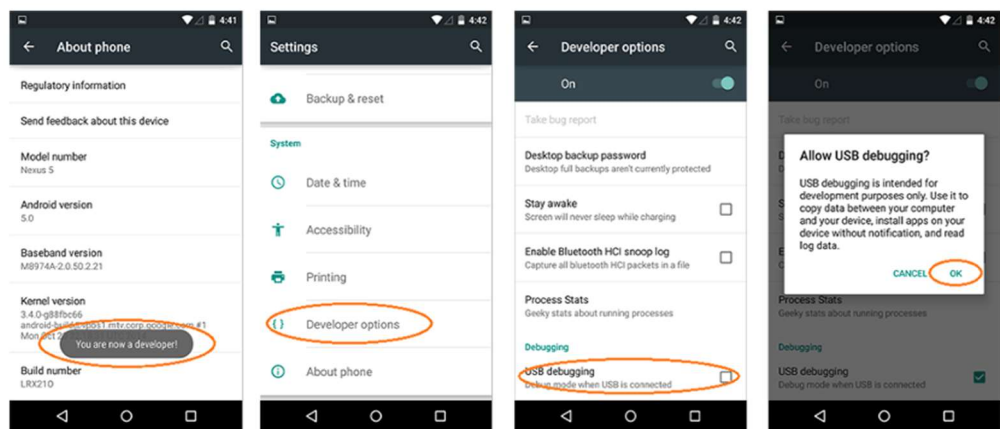 4:41
About phone
Regulatory information
Send feedback about this device
Model number
Nexus 5
Android version
5.0
Baseband version
M8974A-2.0.50.2.21
Kernel version
3.4.0-g88fbc66
Mon Oct 2
You are now a developer!
Build number
LRX21O
4:42
Settings
Backup & reset
System
Date & time
Accessibility
Printing
{ } Developer options
About phone
4:42
Developer options
On
Take bug report
Desktop backup password
Desktop full backups aren't currently protected
Stay awake
Screen will never sleep while charging
Enable Bluetooth HCI snoop log
Capture all bluetooth HCI packets in a file
Process Stats
Geeky stats about running processes
Debugging
USB debugging
Debug mode when USB is connected
4:42
Developer options
On
Take bug report
Allow USB debugging?
USB debugging is intended for
development purposes only. Use it to
copy data between your computer
and your device, install apps on your
device without notification, and read
log data.
CANCEL OK
Process Stats
Geeky stats about running processes
Debugging
USB debugging
Debug mode when USB is connected